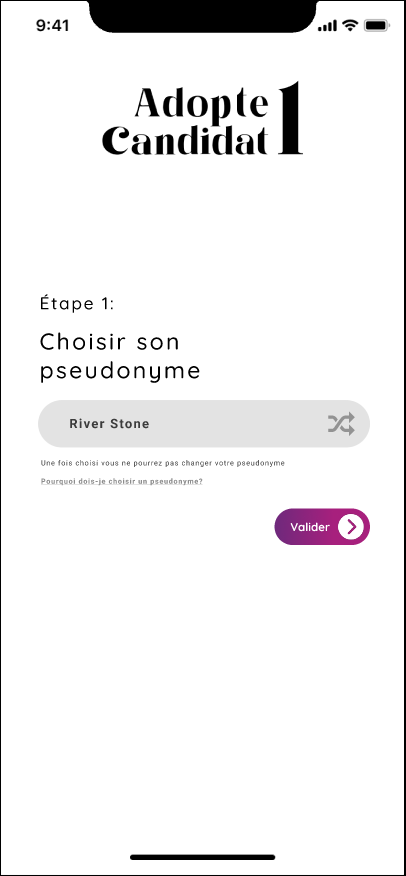 9:41
Adopte 1
Candidat
Étape 1:
Choisir son
pseudonyme
River Stone
Une fois choisi vous ne pourrez pas changer votre pseudonyme
Pourquoi dois-je choisir un pseudonyme?
Valider